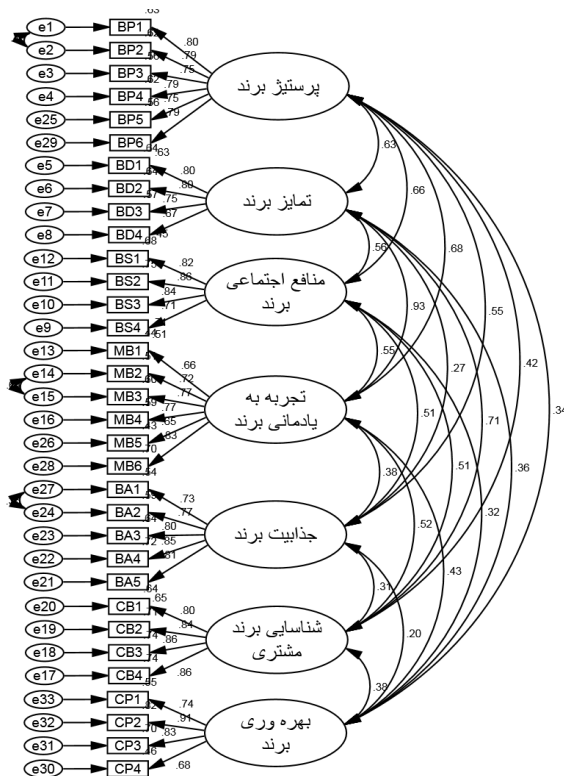 e1 BP1
e2 BP2
e3 BP3
e4 BP4
e25 BP5
e29 BP6
.80
.79
.75
.79
.75
.79
پرستیژ برند
e5 BD1
e6 BD2
e7 BD3
e8 BD4
.80
.80
.75
.67
تمایز برند
e12 BS1
e11 BS2
e10 BS3
e9 BS4
.82
.84
.71
منافع اجتماعی
برند
e13 MB1
e14 MB2
e15 MB3
e16 MB4
e26 MB5
e28 MB6
.66
.72
.77
.77
.65
.83
تجربه به
یادمانی برند
e27 BA1
e24 BA2
e23 BA3
e22 BA4
e21 BA5
.73
.77
.80
.85
.81
جذابیت برند
e20 CB1
e19 CB2
e18 CB3
e17 CB4
.65
.80
.84
.86
.86
شناسایی برند
مشتری
e33 CP1
e32 CP2
e31 CP3
e30 CP4
.74
.91
.83
.68
بهره وری
برند
.63
.66
.56
.68
.93
.55
.55
.27
.42
.51
.71
.34
.38
.51
.36
.52
.32
.31
.43
.20
.38